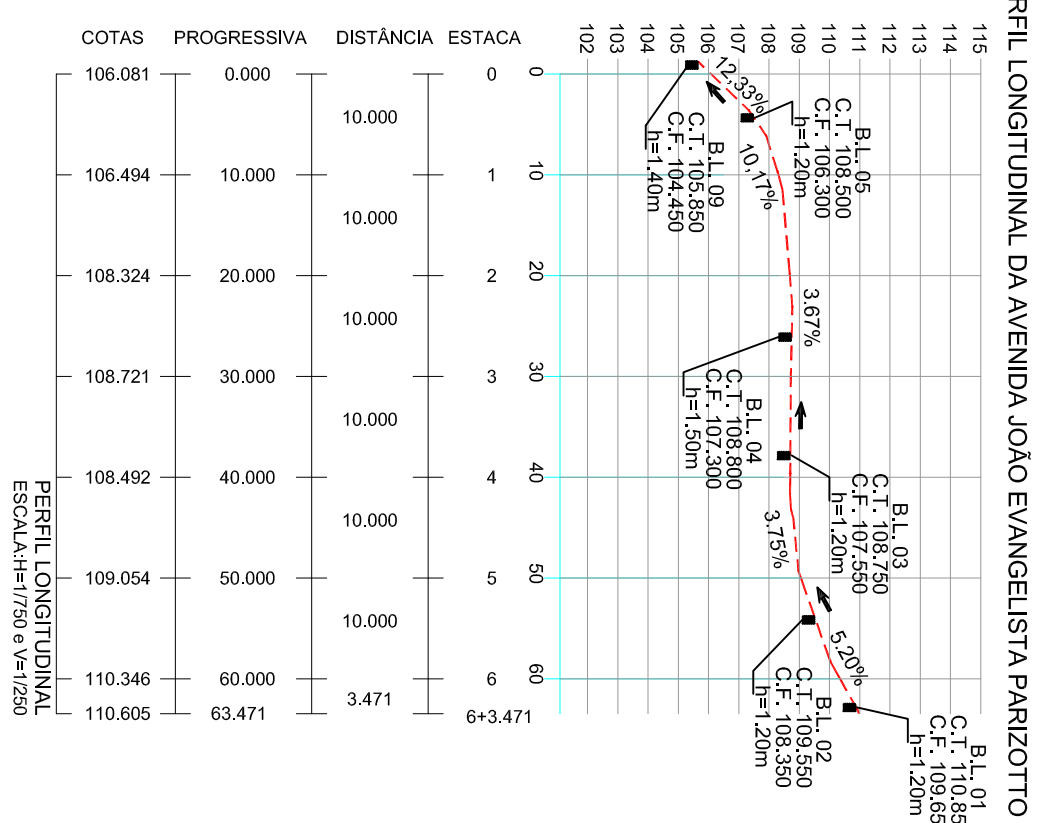 RFIL LONGITUDINAL DA AVENIDA JOÃO EVANGELISTA PARIZOTTO
COTAS PROGRESSIVA DISTÂNCIA ESTACA
106.081 0.000 0
10.000
106.494 10.000 1
10.000
108.324 20.000 2
10.000
108.721 30.000 3
10.000
108.492 40.000 4
10.000
109.054 50.000 5
10.000
110.346 60.000 6
3.471
110.605 63.471 6+3.471
PERFIL LONGITUDINAL
ESCALA:H=1/750 e V=1/250
115
114
113
112
111
110
109
108
107
106
105
104
103
102
0
10
20
30
40
50
60
12,33%
10,17%
3.67%
3.75%
5.20%
B.L. 09
C.T. 105.850
C.F. 104.450
h=1.40m
B.L. 05
C.T. 108.500
C.F. 106.300
h=1.20m
B.L. 04
C.T. 108.800
C.F. 107.300
h=1.50m
B.L. 03
C.T. 108.750
C.F. 107.550
h=1.20m
B.L. 02
C.T. 109.550
C.F. 108.350
h=1.20m
B.L. 01
C.T. 110.85
C.F. 109.65
h=1.20m